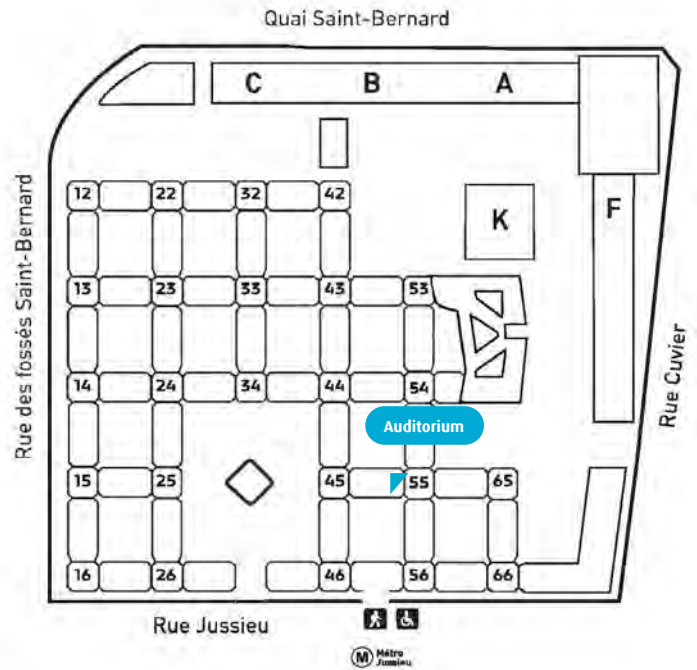 Quai Saint-Bernard
C B A
12 22 32 42
K F
Rue des fossés Saint-Bernard
13 23 33 43 53
Rue Cuvier
14 24 34 44 54
Auditorium
15 25 45 55 65
16 26 46 56 66
Rue Jussieu
M Métro
Jussieu